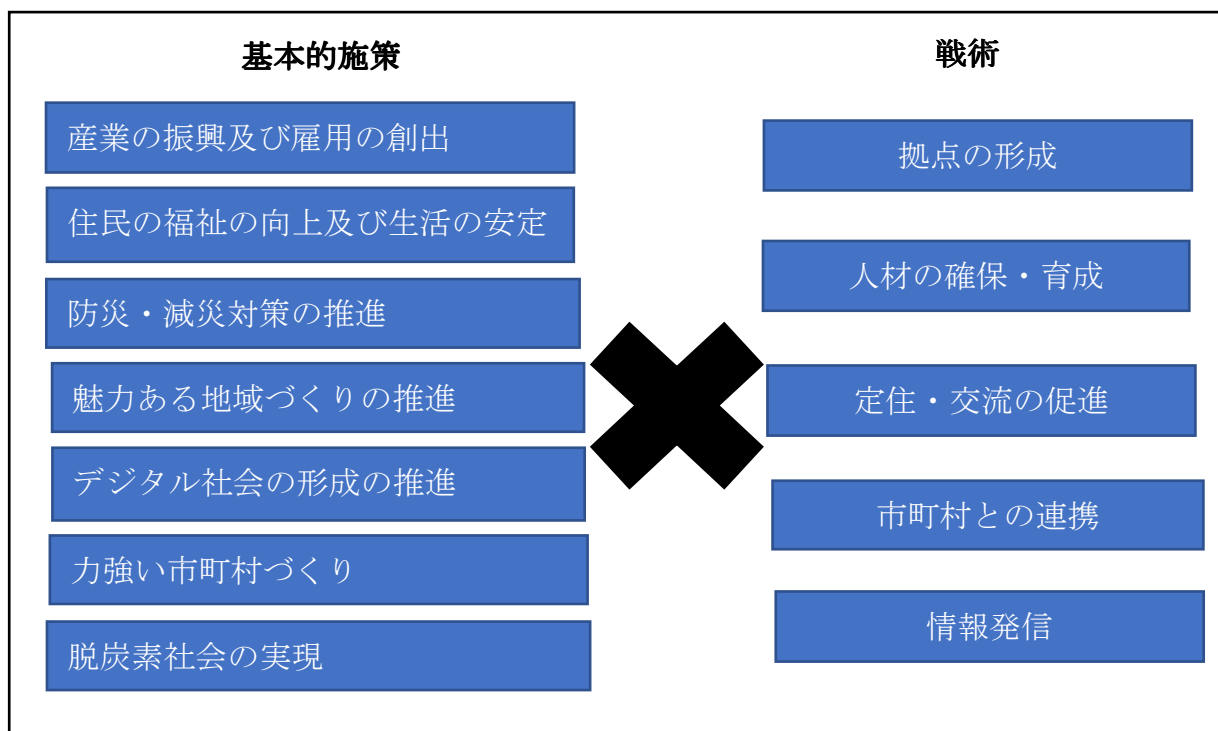 基本的施策
産業の振興及び雇用の創出
住民の福祉の向上及び生活の安定
防災・減災対策の推進
魅力ある地域づくりの推進
デジタル社会の形成の推進
力強い市町村づくり
脱炭素社会の実現
戦術
拠点の形成
人材の確保・育成
定住・交流の促進
市町村との連携
情報発信